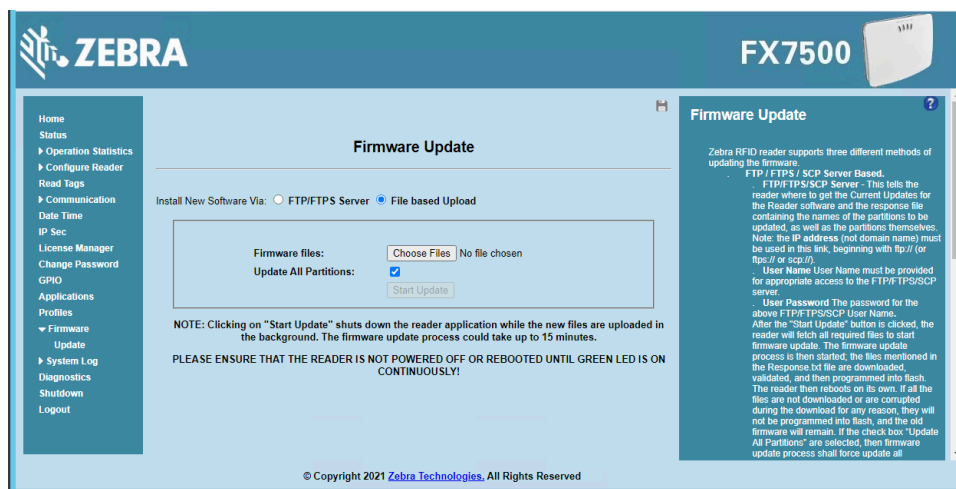 ZEBRA
FX7500
Home
Status
Operation Statistics
Configure Reader
Read Tags
Communication
Date Time
IP Sec
License Manager
Change Password
GPIO
Applications
Profiles
Firmware
Update
System Log
Diagnostics
Shutdown
Logout
Firmware Update
Install New Software Via: FTP/FTPS Server File based Upload
Firmware files: Choose Files No file chosen
Update All Partitions:
Start Update
NOTE: Clicking on "Start Update" shuts down the reader application while the new files are uploaded in
the background. The firmware update process could take up to 15 minutes.
PLEASE ENSURE THAT THE READER IS NOT POWERED OFF OR REBOOTED UNTIL GREEN LED IS ON
CONTINUOUSLY!
?
Firmware Update
Zebra RFID reader supports three different methods of
updating the firmware.
. FTP / FTPS / SCP Server Based.
. FTP/FTPS/SCP Server - This tells the
reader where to get the Current Updates for
the Reader software and the response file
containing the names of the partitions to be
updated, as well as the partitions themselves.
Note: the IP address (not domain name) must
be used in this link, beginning with ftp:// (or
ftps:// or scp://).
. User Name User Name must be provided
for appropriate access to the FTP/FTPS/SCP
server.
. User Password The password for the
above FTP/FTPS/SCP User Name.
After the "Start Update" button is clicked, the
reader will fetch all required files to start
firmware update. The firmware update
process is then started; the files mentioned in
the Response.txt file are downloaded,
validated, and then programmed into flash.
The reader then reboots on its own. If all the
files are not downloaded or are corrupted
during the download for any reason, they will
not be programmed into flash, and the old
firmware will remain. If the check box "Update
All Partitions" are selected, then firmware
update process shall force update all
© Copyright 2021 Zebra Technologies. All Rights Reserved